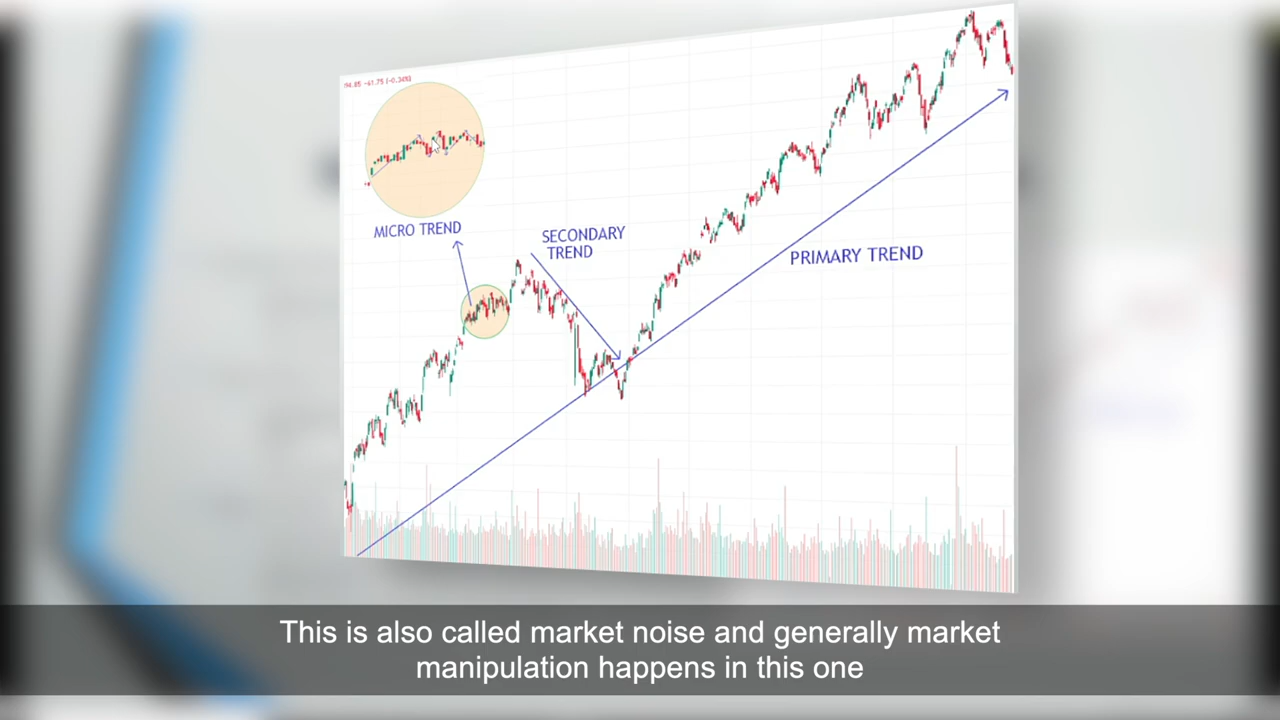 MICRO TREND
SECONDARY
TREND
PRIMARY TREND
This is also called market noise and generally market
manipulation happens in this one